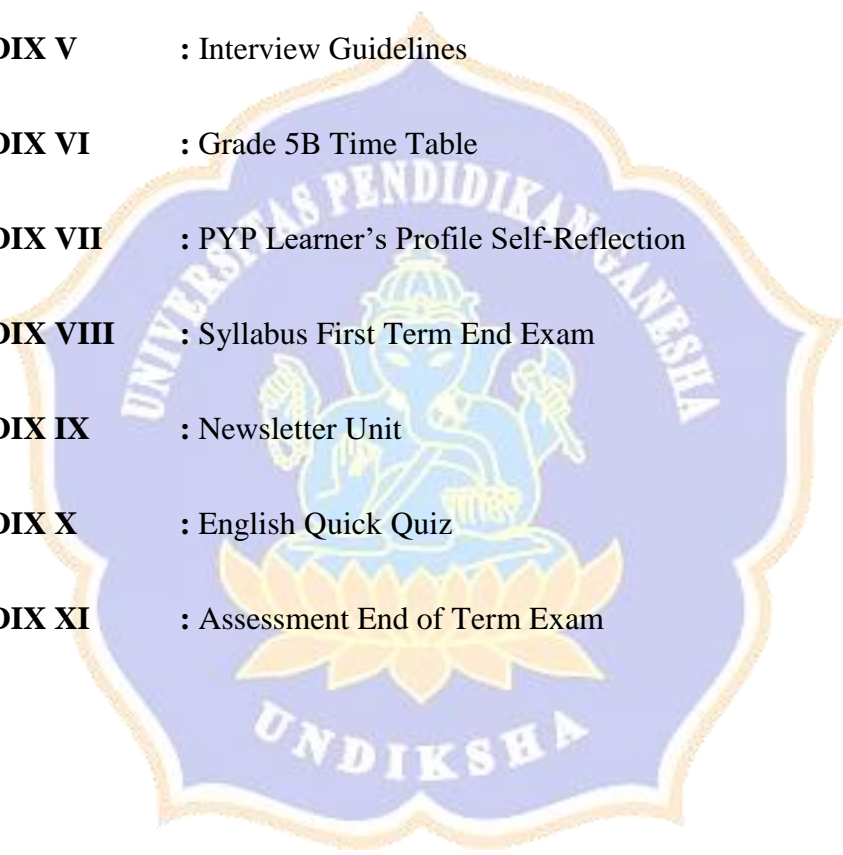 DIX V : Interview Guidelines
DIX VI : Grade 5B Time Table
DIX VII : PYP Learner’s Profile Self-Reflection
DIX VIII : Syllabus First Term End Exam
DIX IX : Newsletter Unit
DIX X : English Quick Quiz
DIX XI : Assessment End of Term Exam
UNIVERSITAS PENDIDIKAN GANESHA
UNDIKSHA